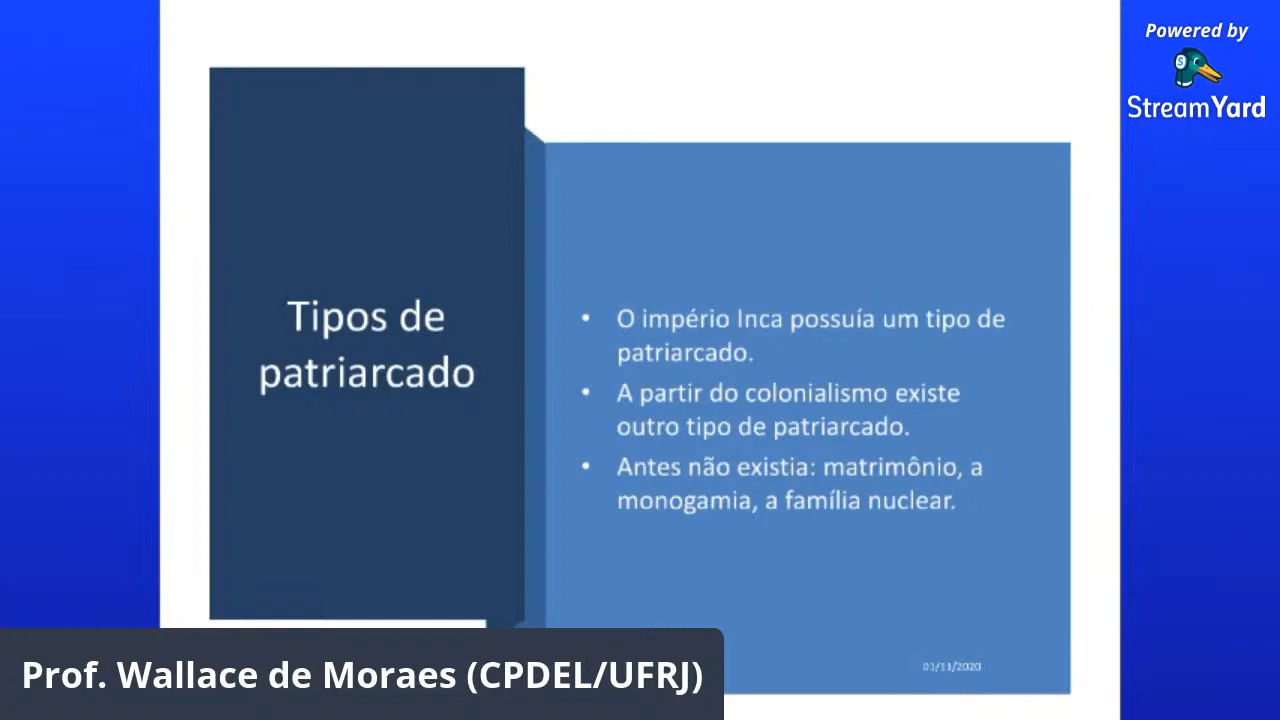 Powered by
StreamYard
Tipos de
patriarcado
• O império Inca possuía um tipo de
patriarcado.
• A partir do colonialismo existe
outro tipo de patriarcado.
• Antes não existia: matrimônio, a
monogamia, a família nuclear.
Prof. Wallace de Moraes (CPDEL/UFRJ)